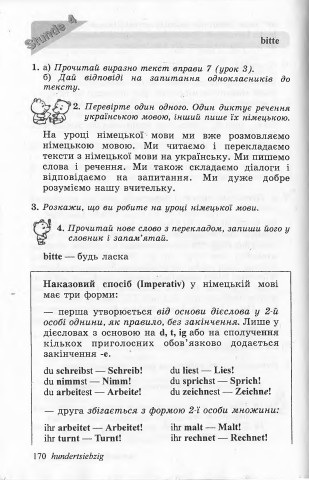 Stunde 4
bitte
1. а) Прочитай виразно текст вправи 7 (урок 3).
б) Дай відповіді на запитання однокласників до
тексту.
2. Перевірте один одного. Один диктує речення
українською мовою, інший пише їх німецькою.
На уроці німецької мови ми вже розмовляємо
німецькою мовою. Ми читаємо і перекладаємо
тексти з німецької мови на українську. Ми пишемо
слова і речення. Ми також складаємо діалоги і
відповідаємо на запитання. Ми дуже добре
розуміємо нашу вчительку.
3. Розкажи, що ви робите на уроці німецької мови.
4. Прочитай нове слово з перекладом, запиши його у
словник і запам'ятай.
bitte — будь ласка
Наказовий спосіб (Imperativ) у німецькій мові
має три форми:
— перша утворюється від основи дієслова у 2-й
особі однини, як правило, без закінчення. Лише у
дієсловах з основою на d, t, ig або на сполучення
кількох приголосних обов'язково додається
закінчення -e.
du schreibst — Schreib! du liest — Lies!
du nimmst — Nimm! du sprichst — Sprich!
du arbeitest — Arbeite! du zeichnest — Zeichne!
— друга збігається з формою 2-ї особи множини:
ihr arbeitet — Arbeitet! ihr malt — Malt!
ihr turnt — Turnt! ihr rechnet — Rechnet!
170 hundertsiebzig